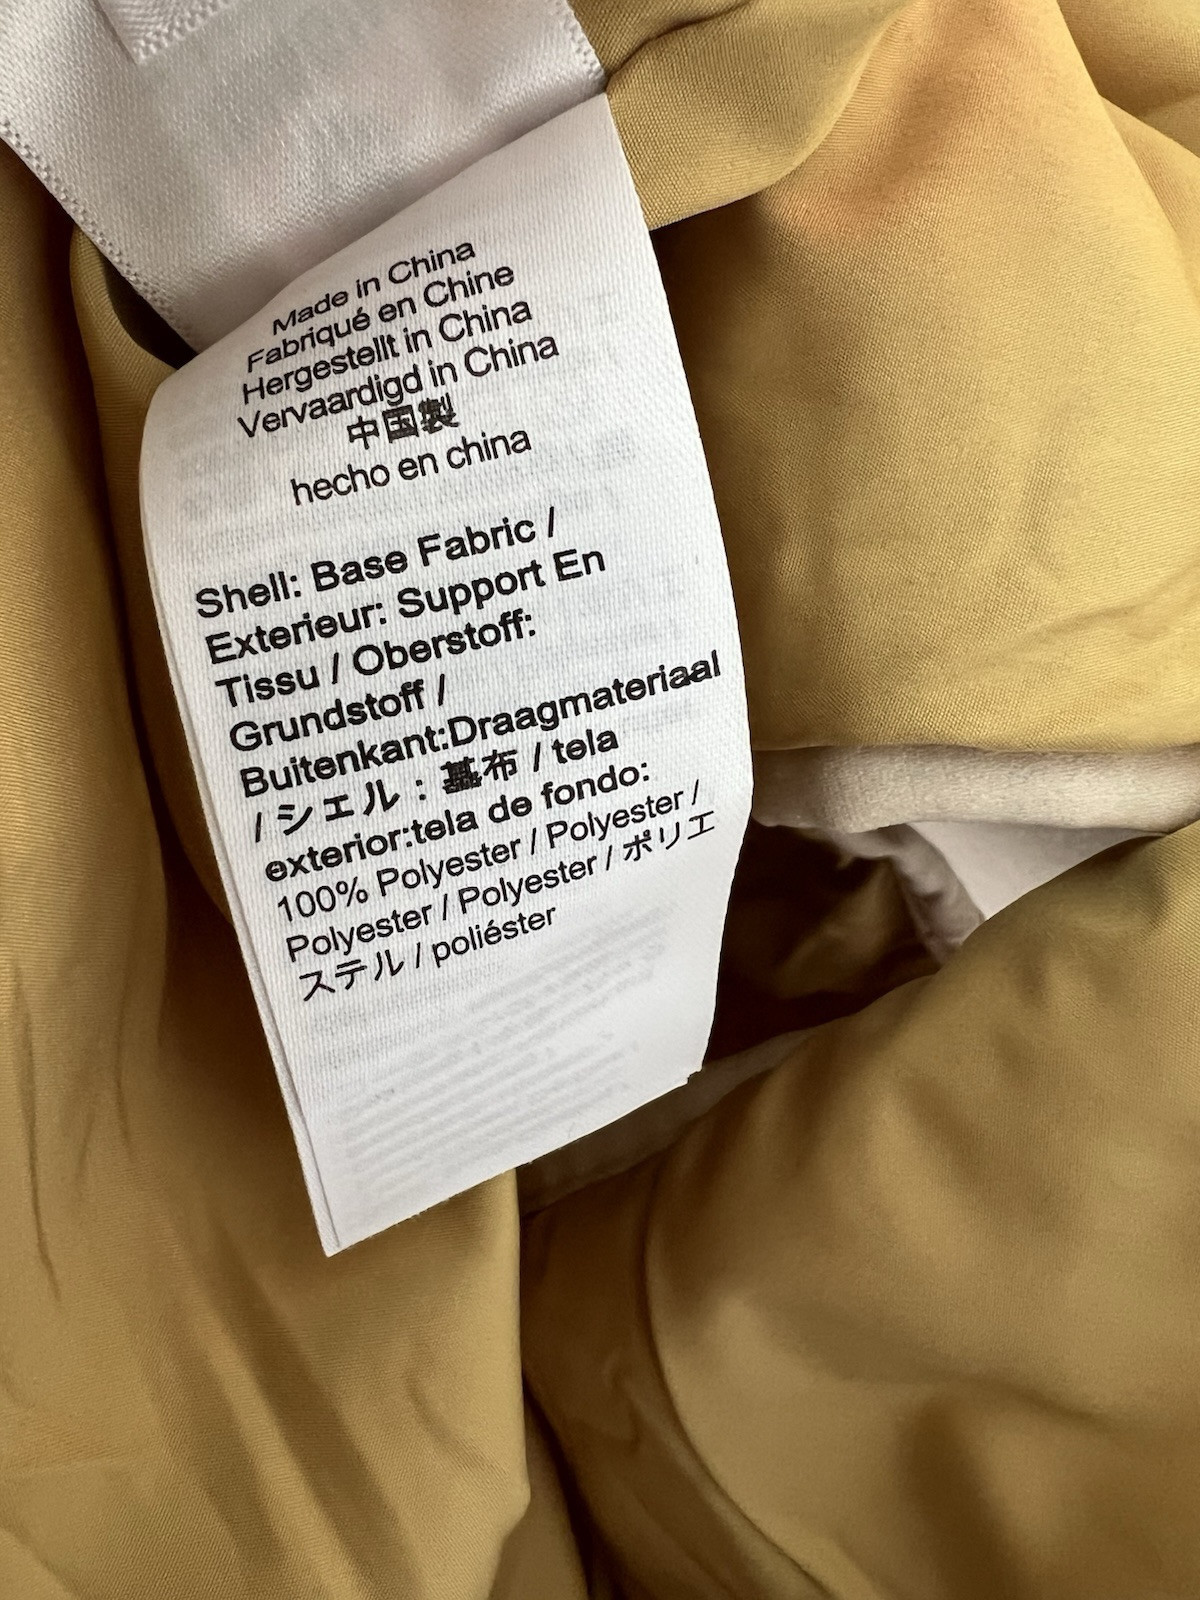 Made in China
Fabriqué en Chine
Hergestellt in China
Vervaardigd in China
中国製
hecho en china
Shell: Base Fabric /
Exterieur: Support En
Tissu / Oberstoff:
Grundstoff /
Buitenkant:Draagmateriaal
/ シェル : 基布 / tela
exterior:tela de fondo:
100% Polyester / Polyester /
Polyester / Polyester / ポリエ
ステル / poliéster